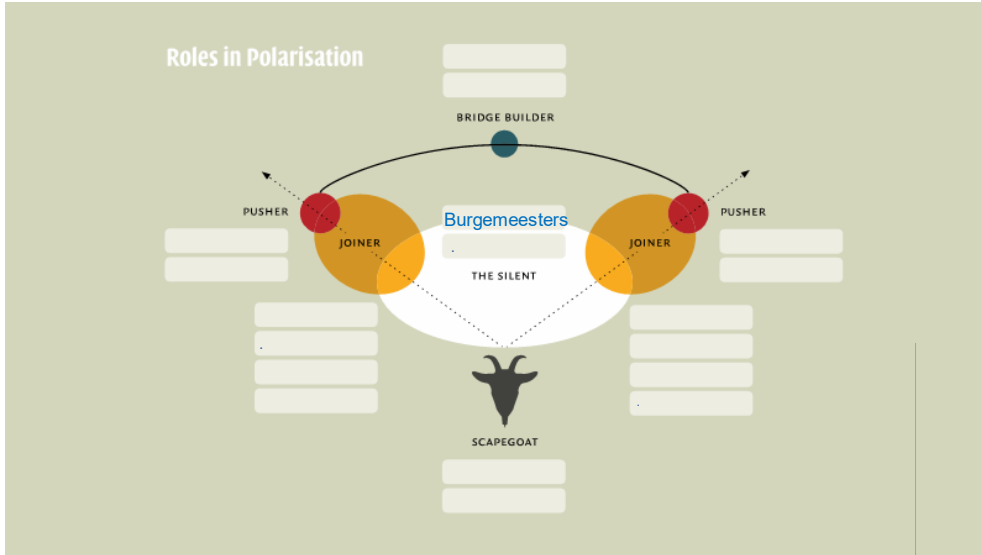 Roles in Polarisation
BRIDGE BUILDER
PUSHER
PUSHER
Burgemeesters
JOINER
JOINER
.
THE SILENT
.
.
SCAPEGOAT